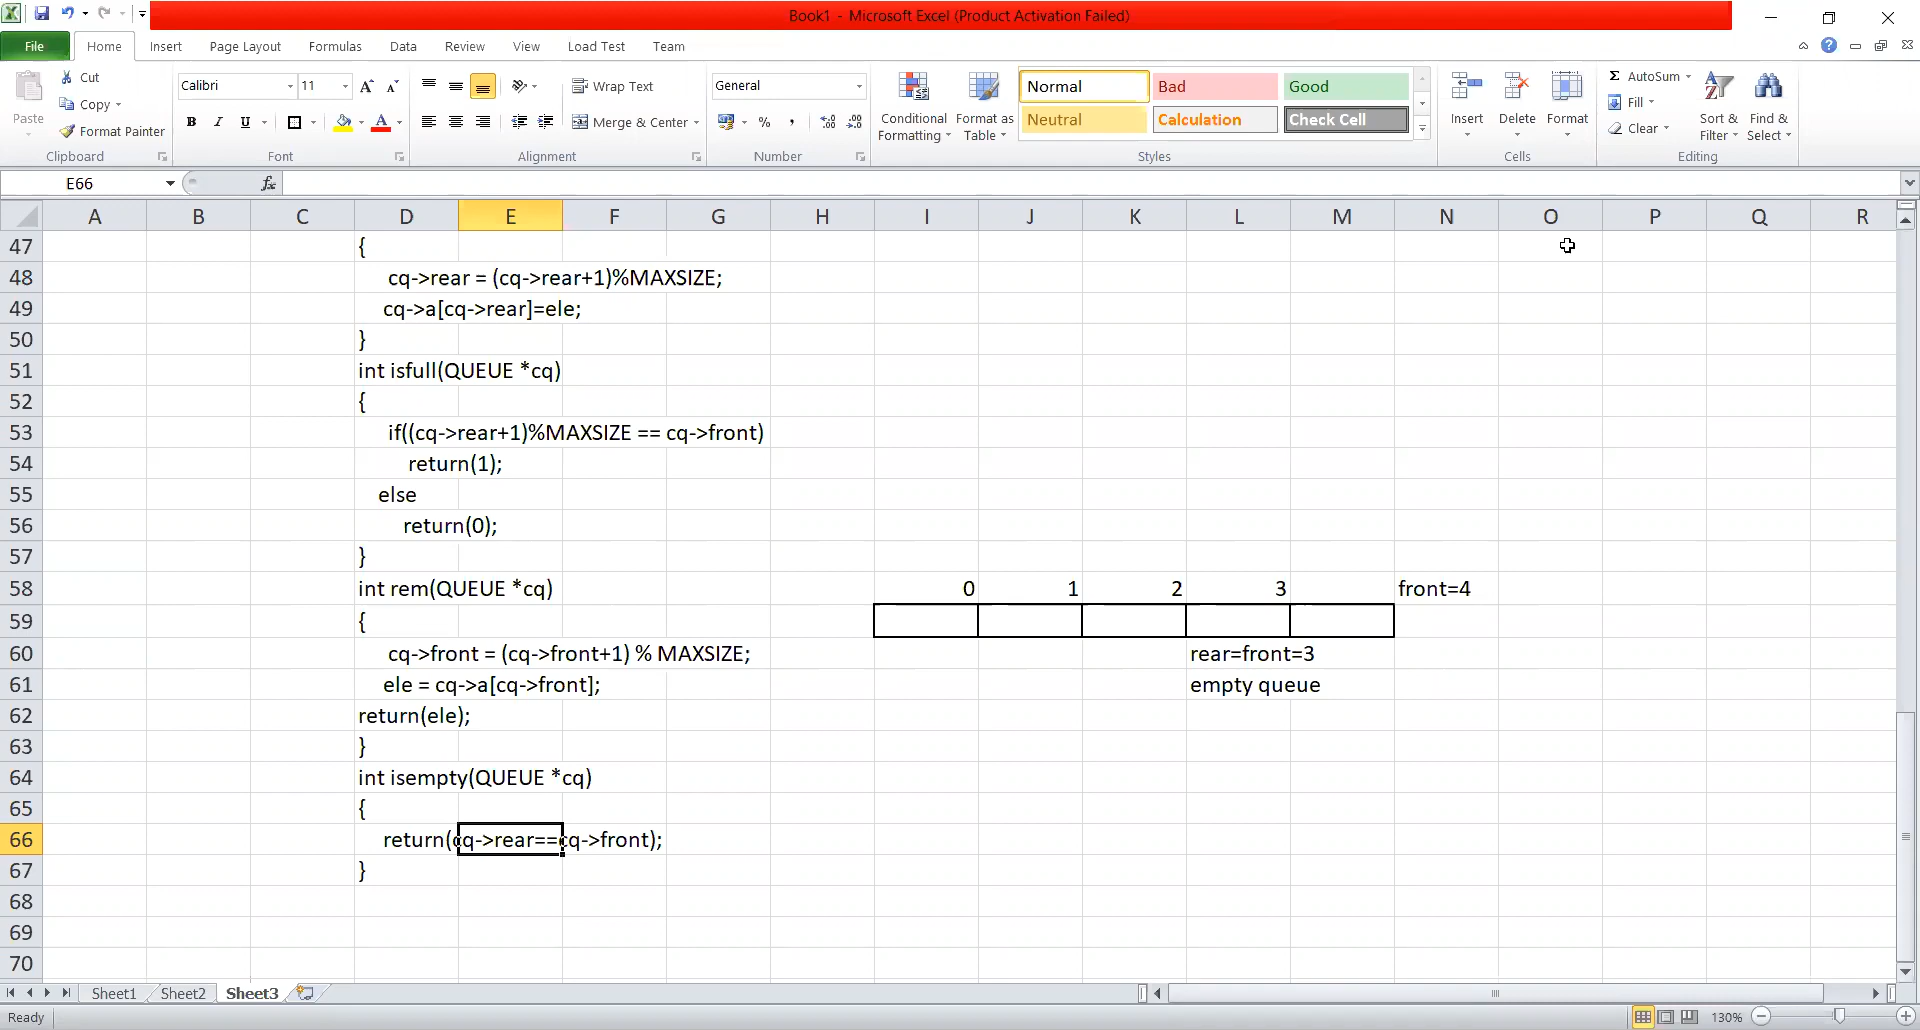 Book1 - Microsoft Excel (Product Activation Failed)
File Home Insert Page Layout Formulas Data Review View Load Test Team
Paste
Cut
Copy
Format Painter
Clipboard
Calibri 11 A A
B I U A
Font
Wrap Text
Merge & Center
Alignment
General
% ,
Number
Conditional Formatting
Format as Table
Normal Bad Good
Neutral Calculation Check Cell
Styles
Insert Delete Format
Cells
Σ AutoSum
Fill
Clear
Sort & Filter
Find & Select
Editing
E66 fx
A B C D E F G H I J K L M N O P Q R
47 {
48 cq->rear = (cq->rear+1)%MAXSIZE;
49 cq->a[cq->rear]=ele;
50 }
51 int isfull(QUEUE *cq)
52 {
53 if((cq->rear+1)%MAXSIZE == cq->front)
54 return(1);
55 else
56 return(0);
57 }
58 int rem(QUEUE *cq) 0 1 2 3 front=4
59 {
60 cq->front = (cq->front+1) % MAXSIZE; rear=front=3
61 ele = cq->a[cq->front]; empty queue
62 return(ele);
63 }
64 int isempty(QUEUE *cq)
65 {
66 return(cq->rear==cq->front);
67 }
68
69
70
Sheet1 Sheet2 Sheet3
Ready 130%